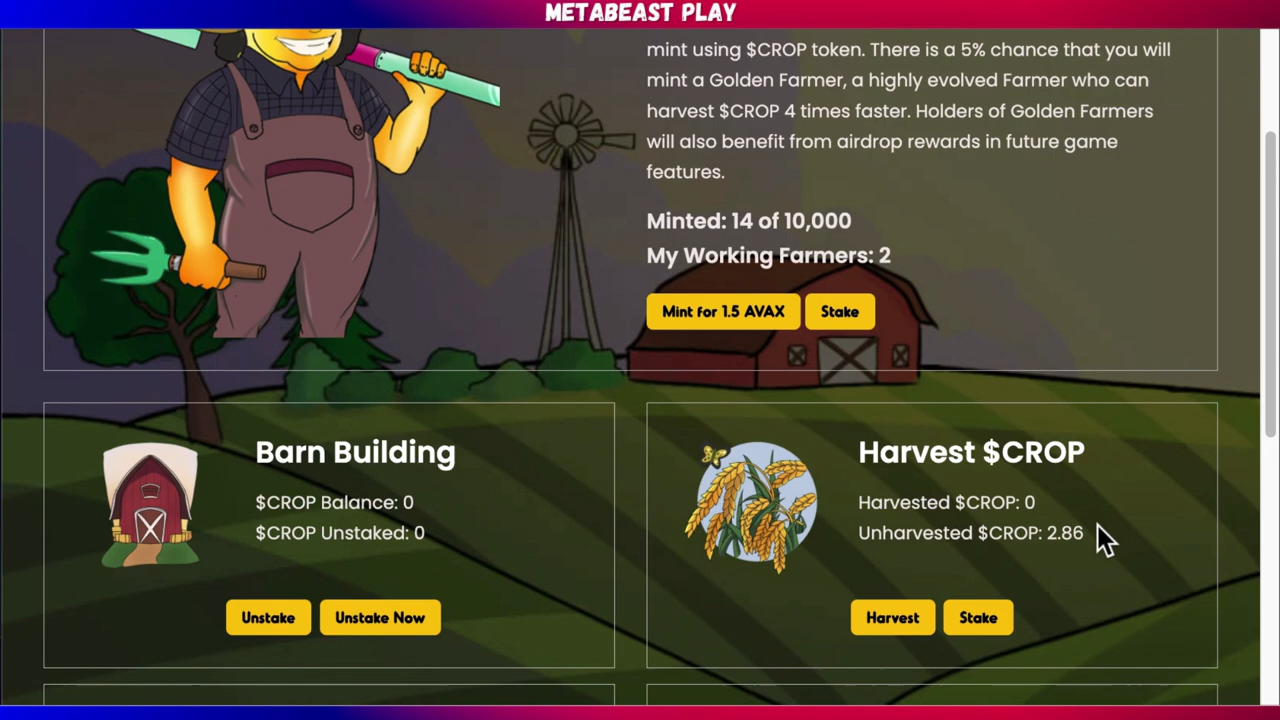 METABEAST PLAY
mint using $CROP token. There is a 5% chance that you will
mint a Golden Farmer, a highly evolved Farmer who can
harvest $CROP 4 times faster. Holders of Golden Farmers
will also benefit from airdrop rewards in future game
features.
Minted: 14 of 10,000
My Working Farmers: 2
Mint for 1.5 AVAX
Stake
Barn Building
$CROP Balance: 0
$CROP Unstaked: 0
Unstake
Unstake Now
Harvest $CROP
Harvested $CROP: 0
Unharvested $CROP: 2.86
Harvest
Stake